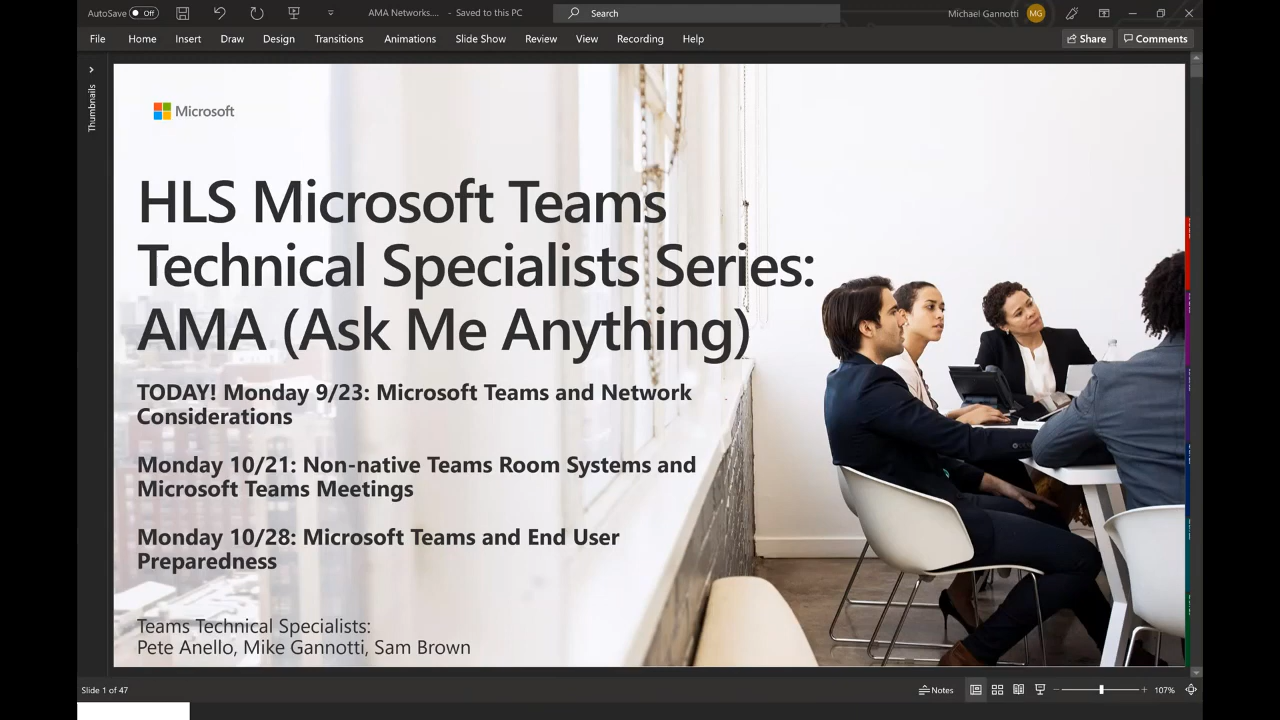 AutoSave Off AMA Networks.... - Saved to this PC Search Michael Gannotti MG
File Home Insert Draw Design Transitions Animations Slide Show Review View Recording Help Share Comments
Thumbnails
Microsoft
HLS Microsoft Teams
Technical Specialists Series:
AMA (Ask Me Anything)
TODAY! Monday 9/23: Microsoft Teams and Network
Considerations
Monday 10/21: Non-native Teams Room Systems and
Microsoft Teams Meetings
Monday 10/28: Microsoft Teams and End User
Preparedness
Teams Technical Specialists:
Pete Anello, Mike Gannotti, Sam Brown
Slide 1 of 47 Notes 107%